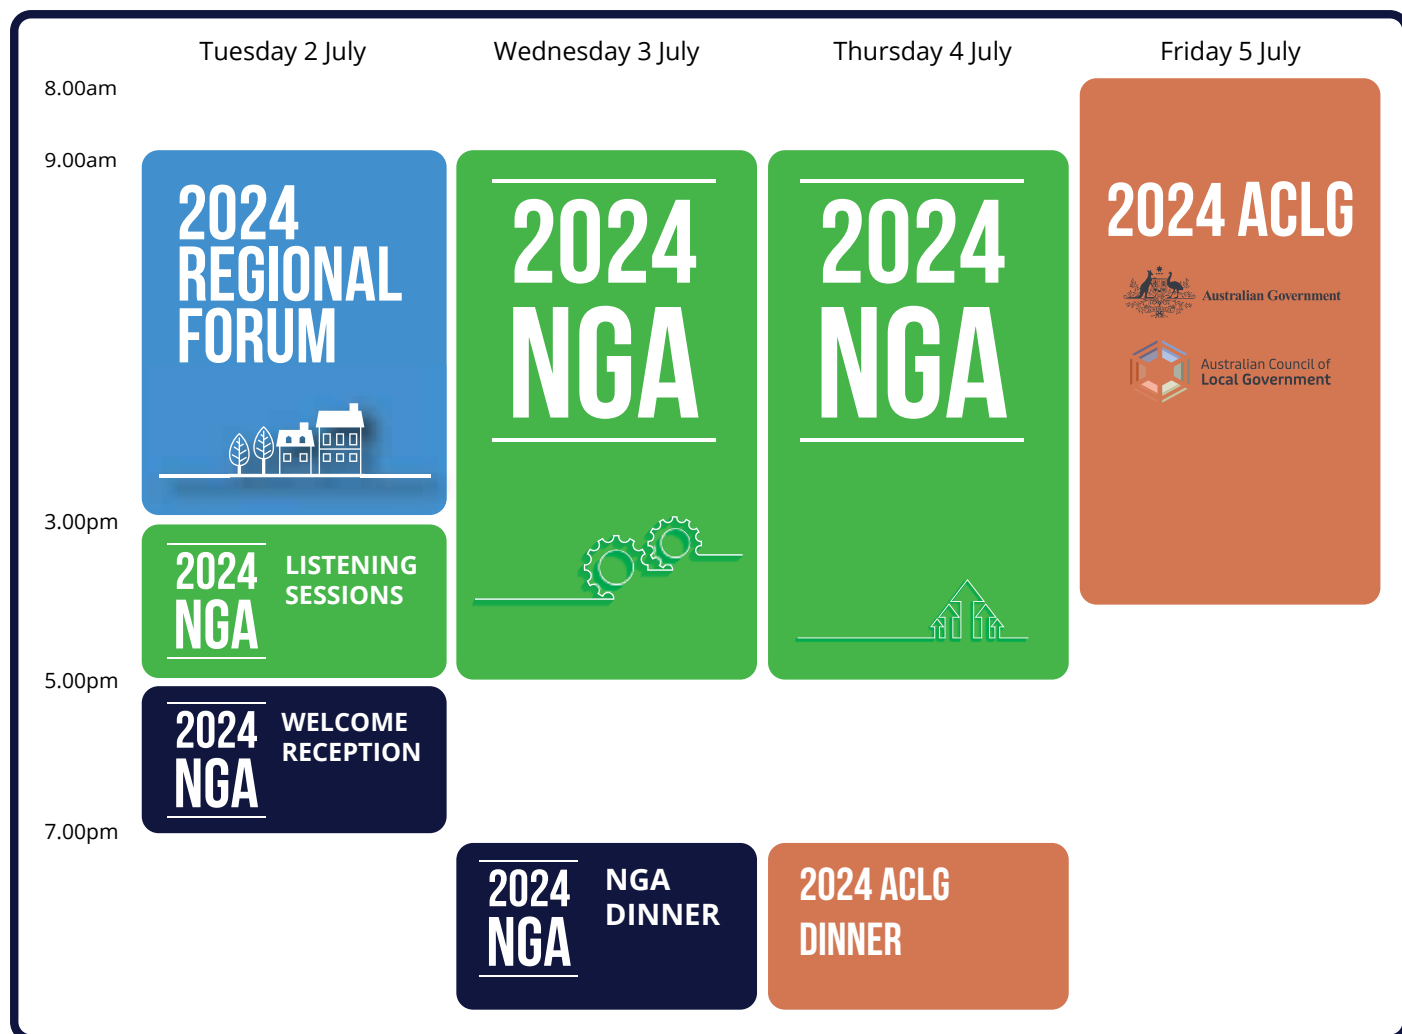 Tuesday 2 July
Wednesday 3 July
Thursday 4 July
Friday 5 July
8.00am
9.00am
2024
REGIONAL
FORUM
2024
NGA
2024
NGA
2024 ACLG
Australian Government
Australian Council of
Local Government
3.00pm
2024
NGA
LISTENING
SESSIONS
5.00pm
2024
NGA
WELCOME
RECEPTION
7.00pm
2024
NGA
NGA
DINNER
2024 ACLG
DINNER